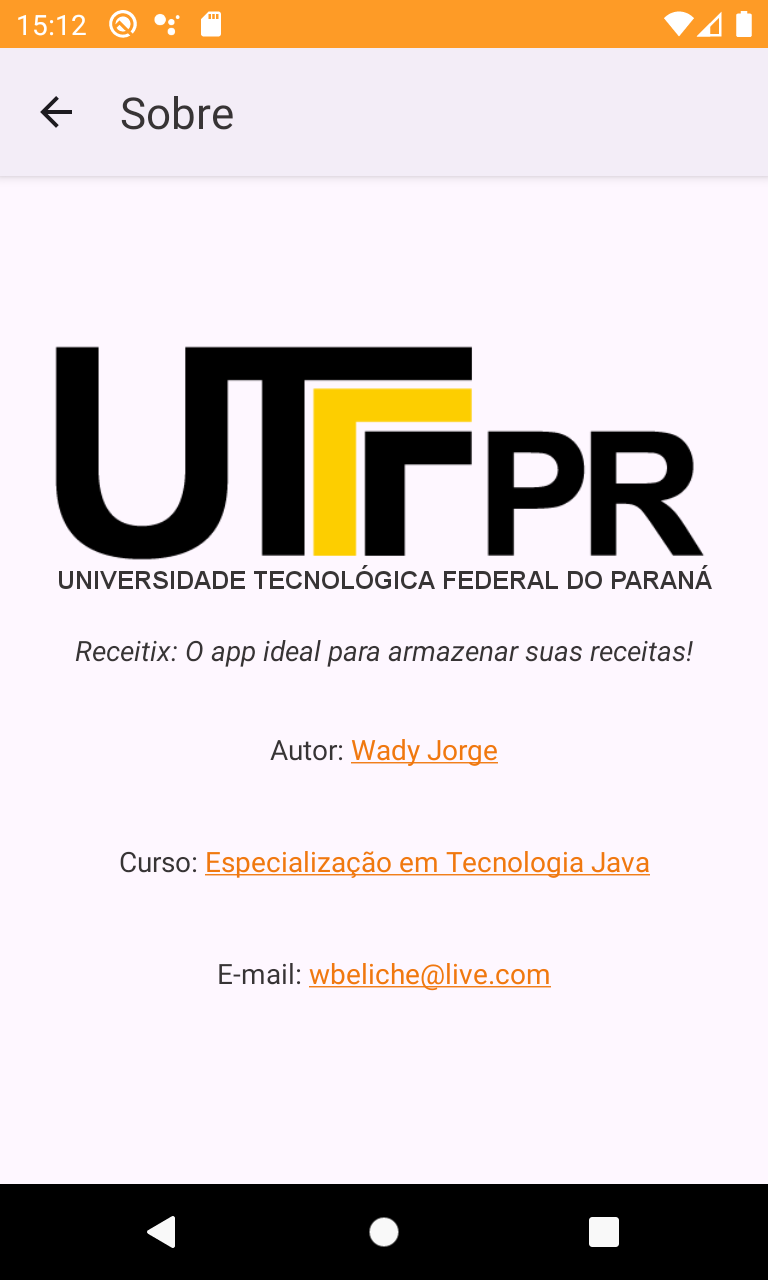 15:12
Sobre
UTFPR
UNIVERSIDADE TECNOLÓGICA FEDERAL DO PARANÁ
Receitix: O app ideal para armazenar suas receitas!
Autor: Wady Jorge
Curso: Especialização em Tecnologia Java
E-mail: wbeliche@live.com